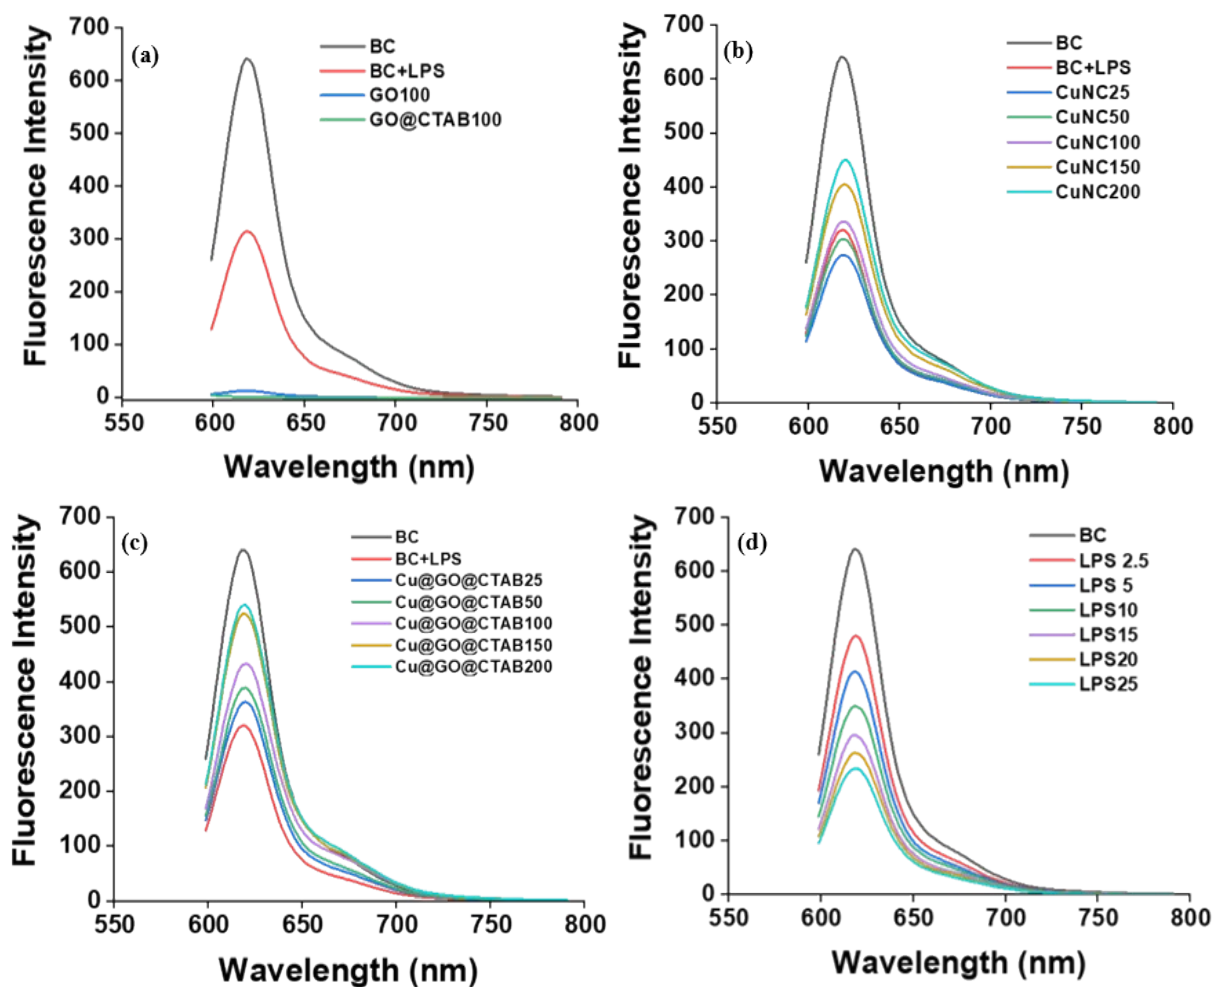 (a)
BC
BC+LPS
GO100
GO@CTAB100
700
600
500
400
300
200
100
0
550
600
650
700
750
800
Fluorescence Intensity
Wavelength (nm)
(b)
BC
BC+LPS
CuNC25
CuNC50
CuNC100
CuNC150
CuNC200
700
600
500
400
300
200
100
0
550
600
650
700
750
800
Fluorescence Intensity
Wavelength (nm)
(c)
BC
BC+LPS
Cu@GO@CTAB25
Cu@GO@CTAB50
Cu@GO@CTAB100
Cu@GO@CTAB150
Cu@GO@CTAB200
700
600
500
400
300
200
100
0
550
600
650
700
750
800
Fluorescence Intensity
Wavelength (nm)
(d)
BC
LPS 2.5
LPS 5
LPS10
LPS15
LPS20
LPS25
700
600
500
400
300
200
100
0
550
600
650
700
750
800
Fluorescence Intensity
Wavelength (nm)